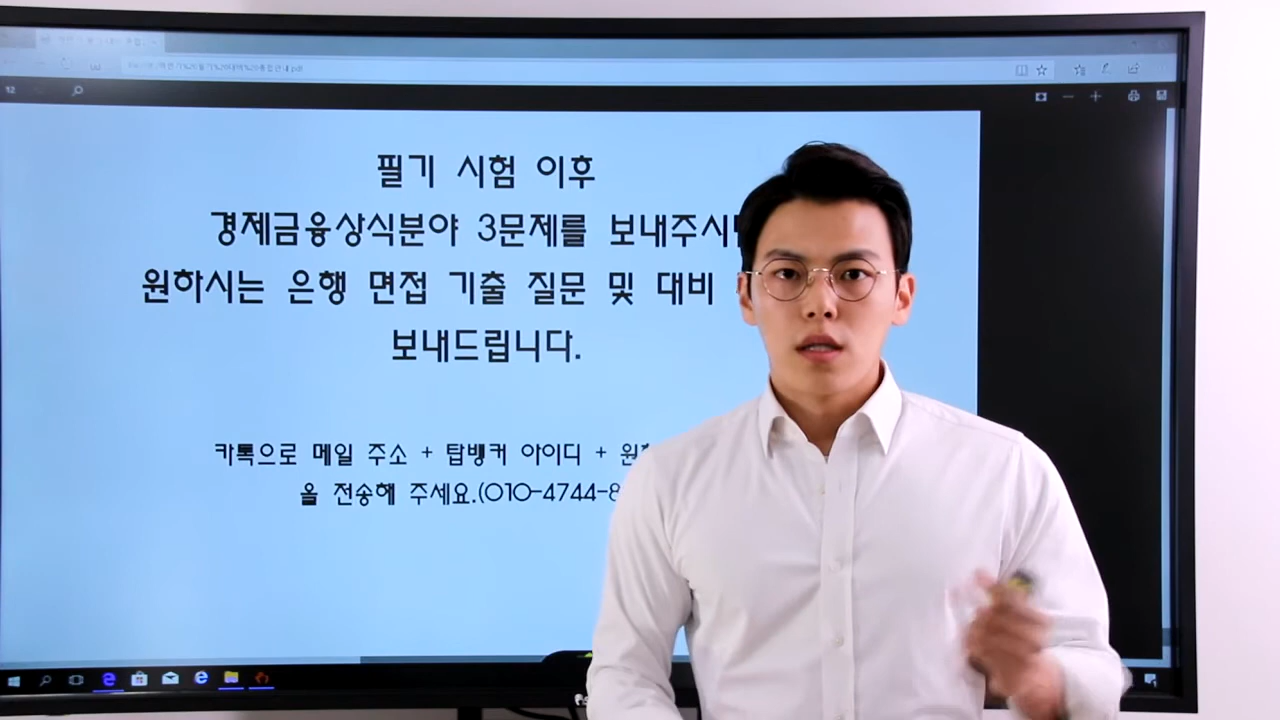 12
필기 시험 이후
경제금융상식분야 3문제를 보내주시
원하시는 은행 면접 기출 질문 및 대비
보내드립니다.
카톡으로 메일 주소 + 탑뱅커 아이디 +
을 전송해 주세요.(010-4744-8